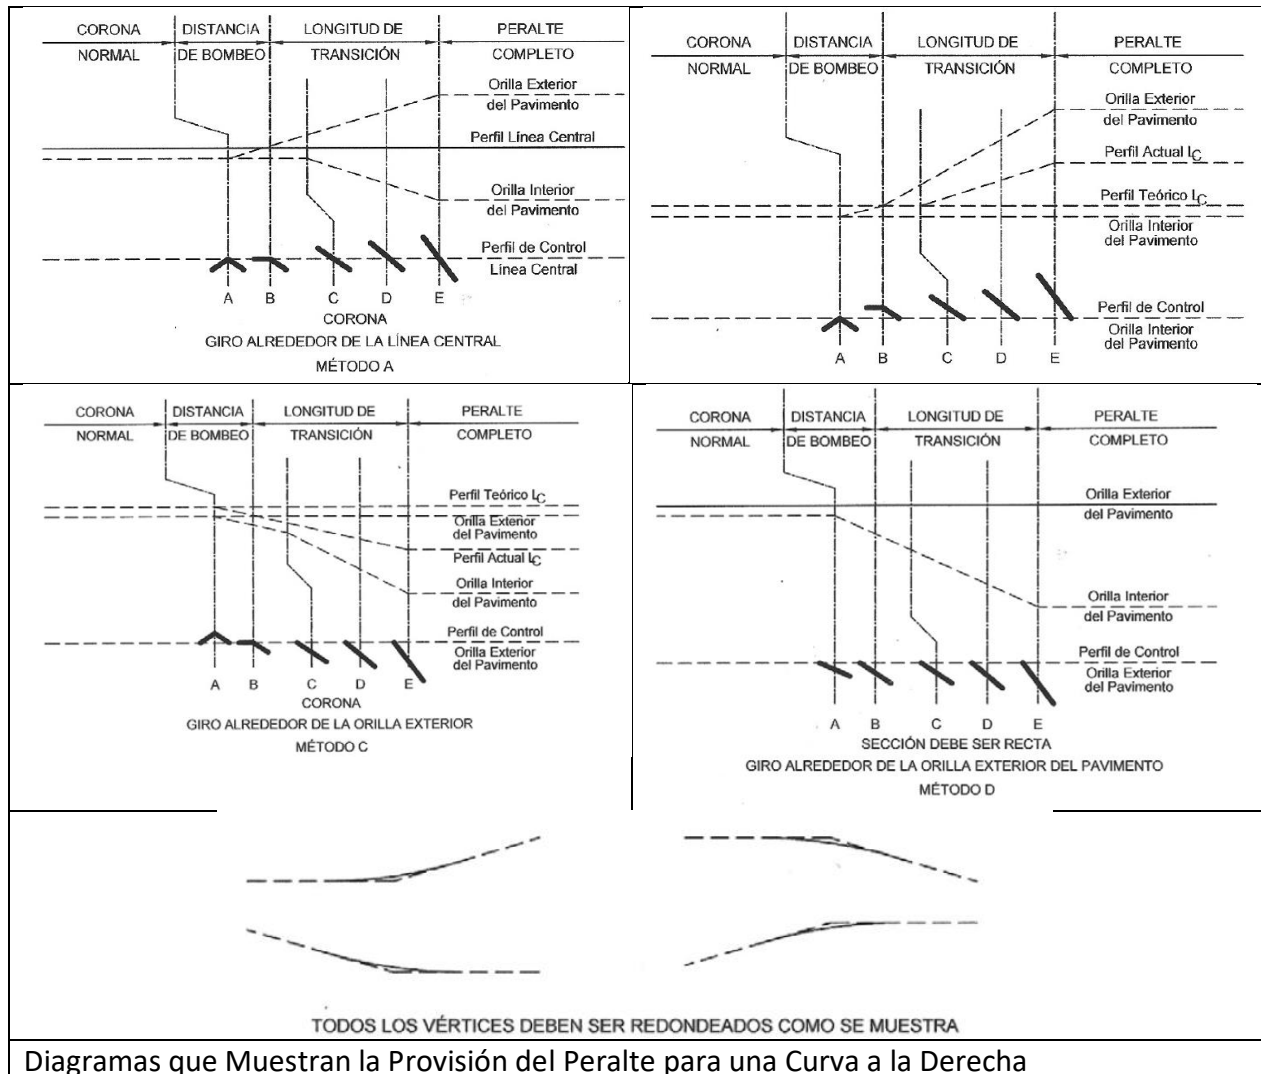 CORONA
DISTANCIA
LONGITUD DE
PERALTE
NORMAL
DE BOMBEO
TRANSICIÓN
COMPLETO
Orilla Exterior
del Pavimento
Perfil Línea Central
Orilla Interior
del Pavimento
Perfil de Control
Línea Central
A B C D E
CORONA
GIRO ALREDEDOR DE LA LÍNEA CENTRAL
MÉTODO A
CORONA
DISTANCIA
LONGITUD DE
PERALTE
NORMAL
DE BOMBEO
TRANSICIÓN
COMPLETO
Orilla Exterior
del Pavimento
Perfil Actual LC
Perfil Teórico LC
Orilla Interior
del Pavimento
Perfil de Control
Orilla Interior
del Pavimento
A B C D E
CORONA
DISTANCIA
LONGITUD DE
PERALTE
NORMAL
DE BOMBEO
TRANSICIÓN
COMPLETO
Perfil Teórico LC
Orilla Exterior
del Pavimento
Perfil Actual LC
Orilla Interior
del Pavimento
Perfil de Control
Orilla Exterior
del Pavimento
A B C D E
CORONA
GIRO ALREDEDOR DE LA ORILLA EXTERIOR
MÉTODO C
CORONA
DISTANCIA
LONGITUD DE
PERALTE
NORMAL
DE BOMBEO
TRANSICIÓN
COMPLETO
Orilla Exterior
del Pavimento
Orilla Interior
del Pavimento
Perfil de Control
Orilla Exterior
del Pavimento
A B C D E
SECCIÓN DEBE SER RECTA
GIRO ALREDEDOR DE LA ORILLA EXTERIOR DEL PAVIMENTO
MÉTODO D
TODOS LOS VÉRTICES DEBEN SER REDONDEADOS COMO SE MUESTRA
Diagramas que Muestran la Provisión del Peralte para una Curva a la Derecha